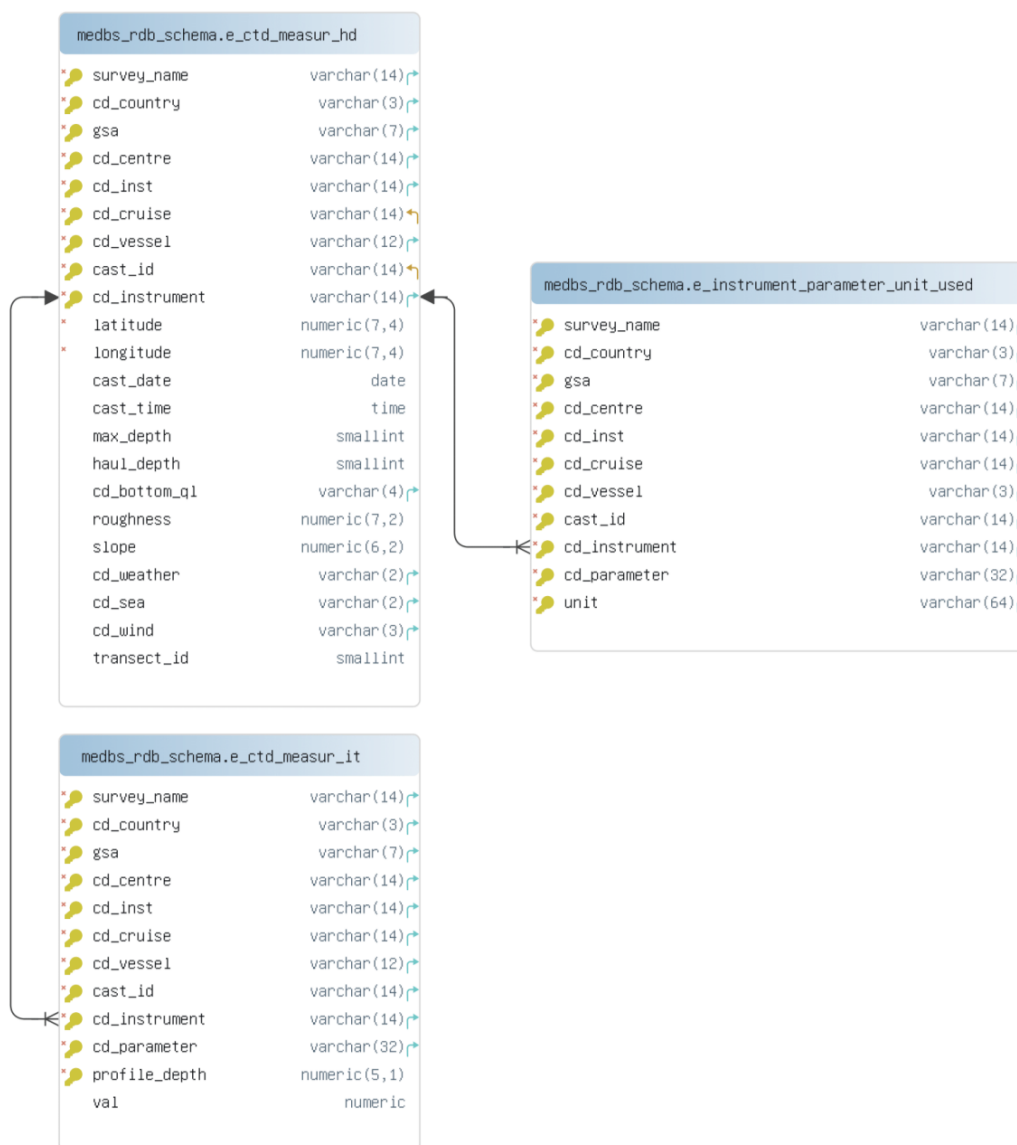 medbs_rdb_schema.e_ctd_measur_hd
survey_name varchar(14)
cd_country varchar(3)
gsa varchar(7)
cd_centre varchar(14)
cd_inst varchar(14)
cd_cruise varchar(14)
cd_vessel varchar(12)
cast_id varchar(14)
cd_instrument varchar(14)
latitude numeric(7,4)
longitude numeric(7,4)
cast_date date
cast_time time
max_depth smallint
haul_depth smallint
cd_bottom_ql varchar(4)
roughness numeric(7,2)
slope numeric(6,2)
cd_weather varchar(2)
cd_sea varchar(2)
cd_wind varchar(3)
transect_id smallint
medbs_rdb_schema.e_instrument_parameter_unit_used
survey_name varchar(14)
cd_country varchar(3)
gsa varchar(7)
cd_centre varchar(14)
cd_inst varchar(14)
cd_cruise varchar(14)
cd_vessel varchar(3)
cast_id varchar(14)
cd_instrument varchar(14)
cd_parameter varchar(32)
unit varchar(64)
medbs_rdb_schema.e_ctd_measur_it
survey_name varchar(14)
cd_country varchar(3)
gsa varchar(7)
cd_centre varchar(14)
cd_inst varchar(14)
cd_cruise varchar(14)
cd_vessel varchar(12)
cast_id varchar(14)
cd_instrument varchar(14)
cd_parameter varchar(32)
profile_depth numeric(5,1)
val numeric